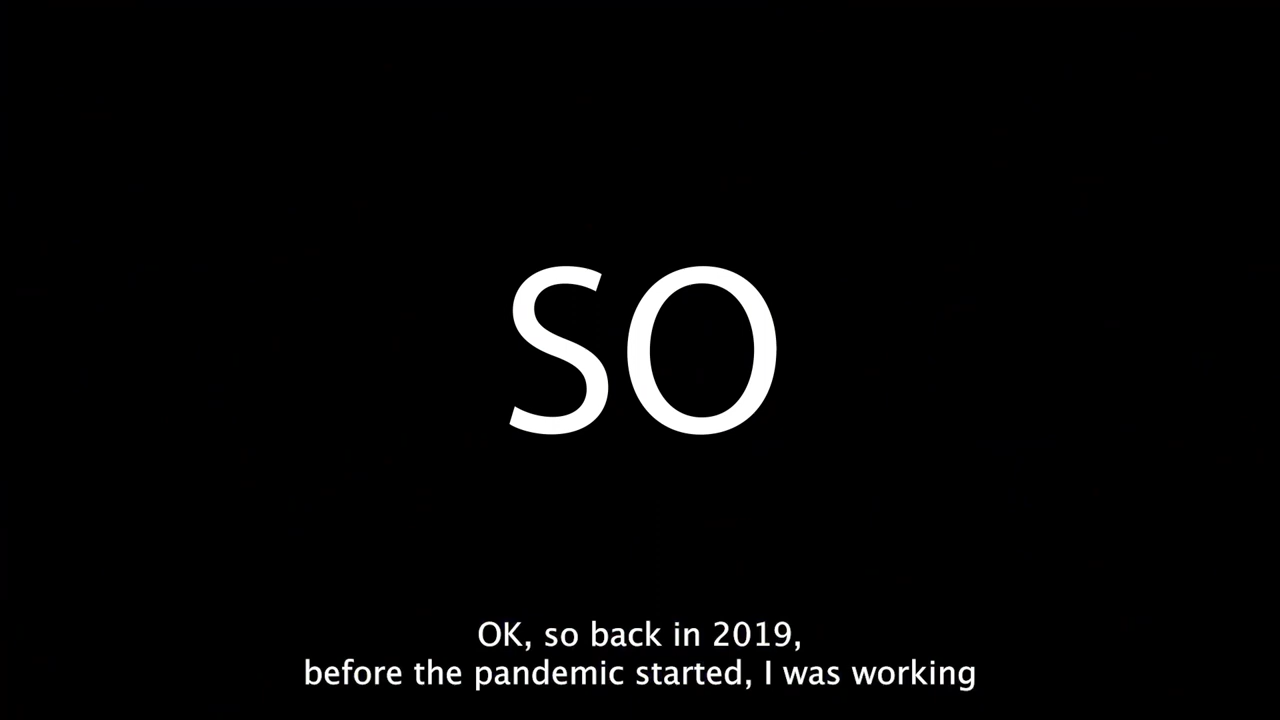 SO
OK, so back in 2019,
before the pandemic started, I was working